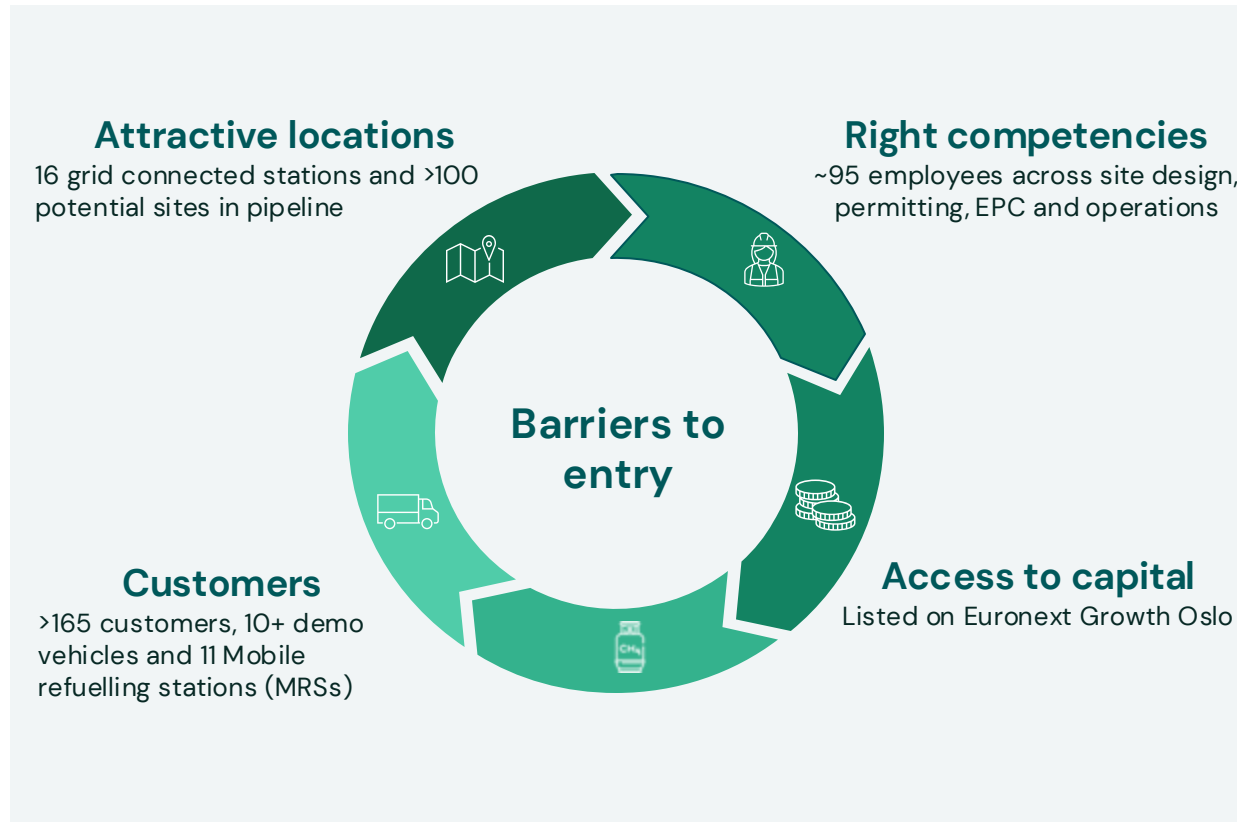 Attractive locations
16 grid connected stations and >100
potential sites in pipeline
Right competencies
~95 employees across site design,
permitting, EPC and operations
Barriers to
entry
Customers
>165 customers, 10+ demo
vehicles and 11 Mobile
refuelling stations (MRSs)
Access to capital
Listed on Euronext Growth Oslo
CH₄